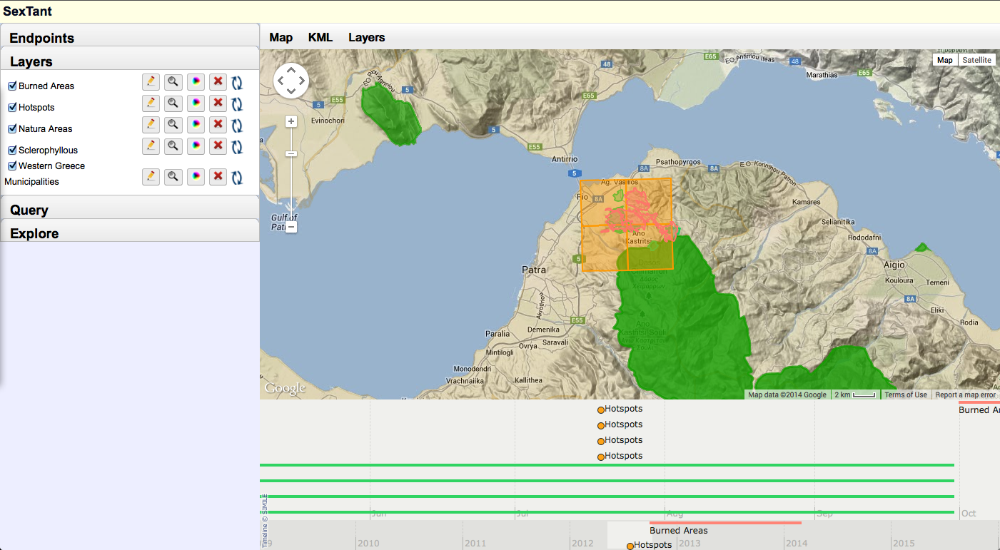 SexTant
Endpoints
Layers
Burned Areas
Hotspots
Natura Areas
Sclerophyllous
Western Greece
Municipalities
Query
Explore
Map KML Layers
Map Satellite
E65
EO Antirriou Iteas
48
48
Marathias
E65
5
E65
E55
5
Evinochori
5
E55
Antirrio
5
Psathopyrgos
8A
8A
E.O. Korinthou Patron
Ag. Vasilios
Rio
8A
Kamares
Gulf of
Selianitika
Ano
Kastritsi
Rododafni
8A
5
Patra
Aigio
Kouloura
Temeni
8A
Akrotiriou
E55
Eliki
Rodia
Paralia
Demenika
Ovrya
Saravali
Mintilogli
Monodendri
Vrachnaiika
Kallithea
Google
Map data ©2014 Google
2 km
Terms of Use
Report a map error
Hotspots
Burned Ar
Hotspots
Hotspots
Hotspots
Jun Jul Aug Sep Oct
Timeline © SIMILE
Burned Areas
Hotspots
9 2010 2011 2012 2013 2014 2015